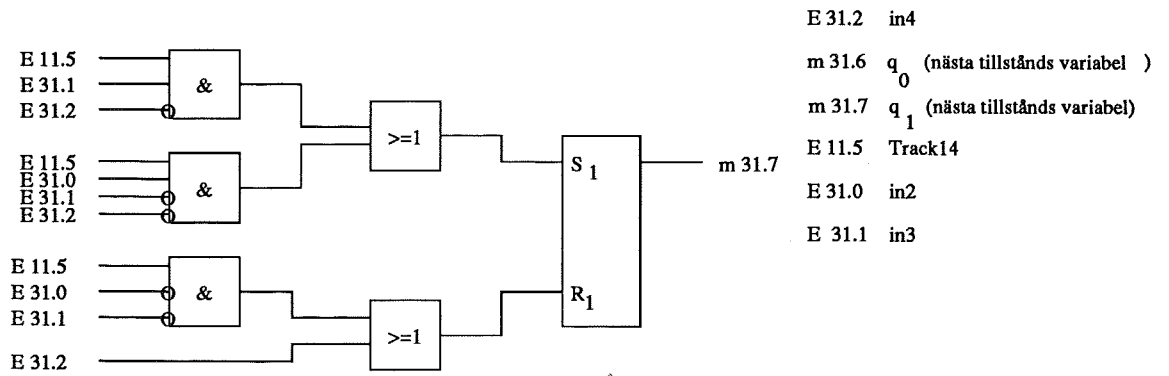 E 11.5
E 31.1
E 31.2
&
E 11.5
E 31.0
E 31.1
E 31.2
&
>=1
E 11.5
E 31.0
E 31.1
&
E 31.2
>=1
S 1
R 1
m 31.7
E 31.2 in4
m 31.6 q 0 (nästa tillstånds variabel )
m 31.7 q 1 (nästa tillstånds variabel)
E 11.5 Track14
E 31.0 in2
E 31.1 in3